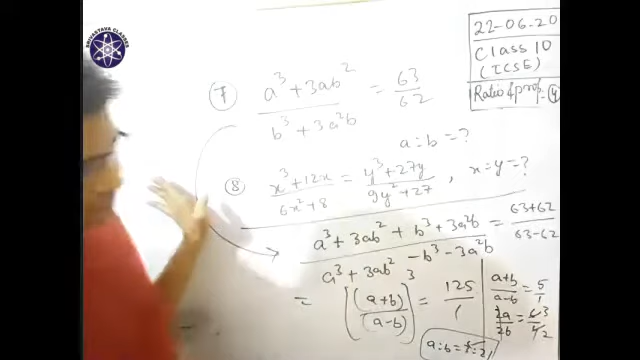 SRIVASTAVA CLASSES
22-06-20
Class 10
(ICSE)
Ratio & prop. - (4)
(7) (a³ + 3ab²)/(b³ + 3a²b) = 63/62
a:b = ?
(8) (x³ + 12x)/(6x² + 8) = (y³ + 27y)/(9y² + 27), x=y=?
(a³ + 3ab² + b³ + 3a²b)/(a³ + 3ab² - b³ - 3a²b) = (63+62)/(63-62)
= [(a+b)/(a-b)]³ = 125/1
(a+b)/(a-b) = 5/1
2a/2b = 6/4